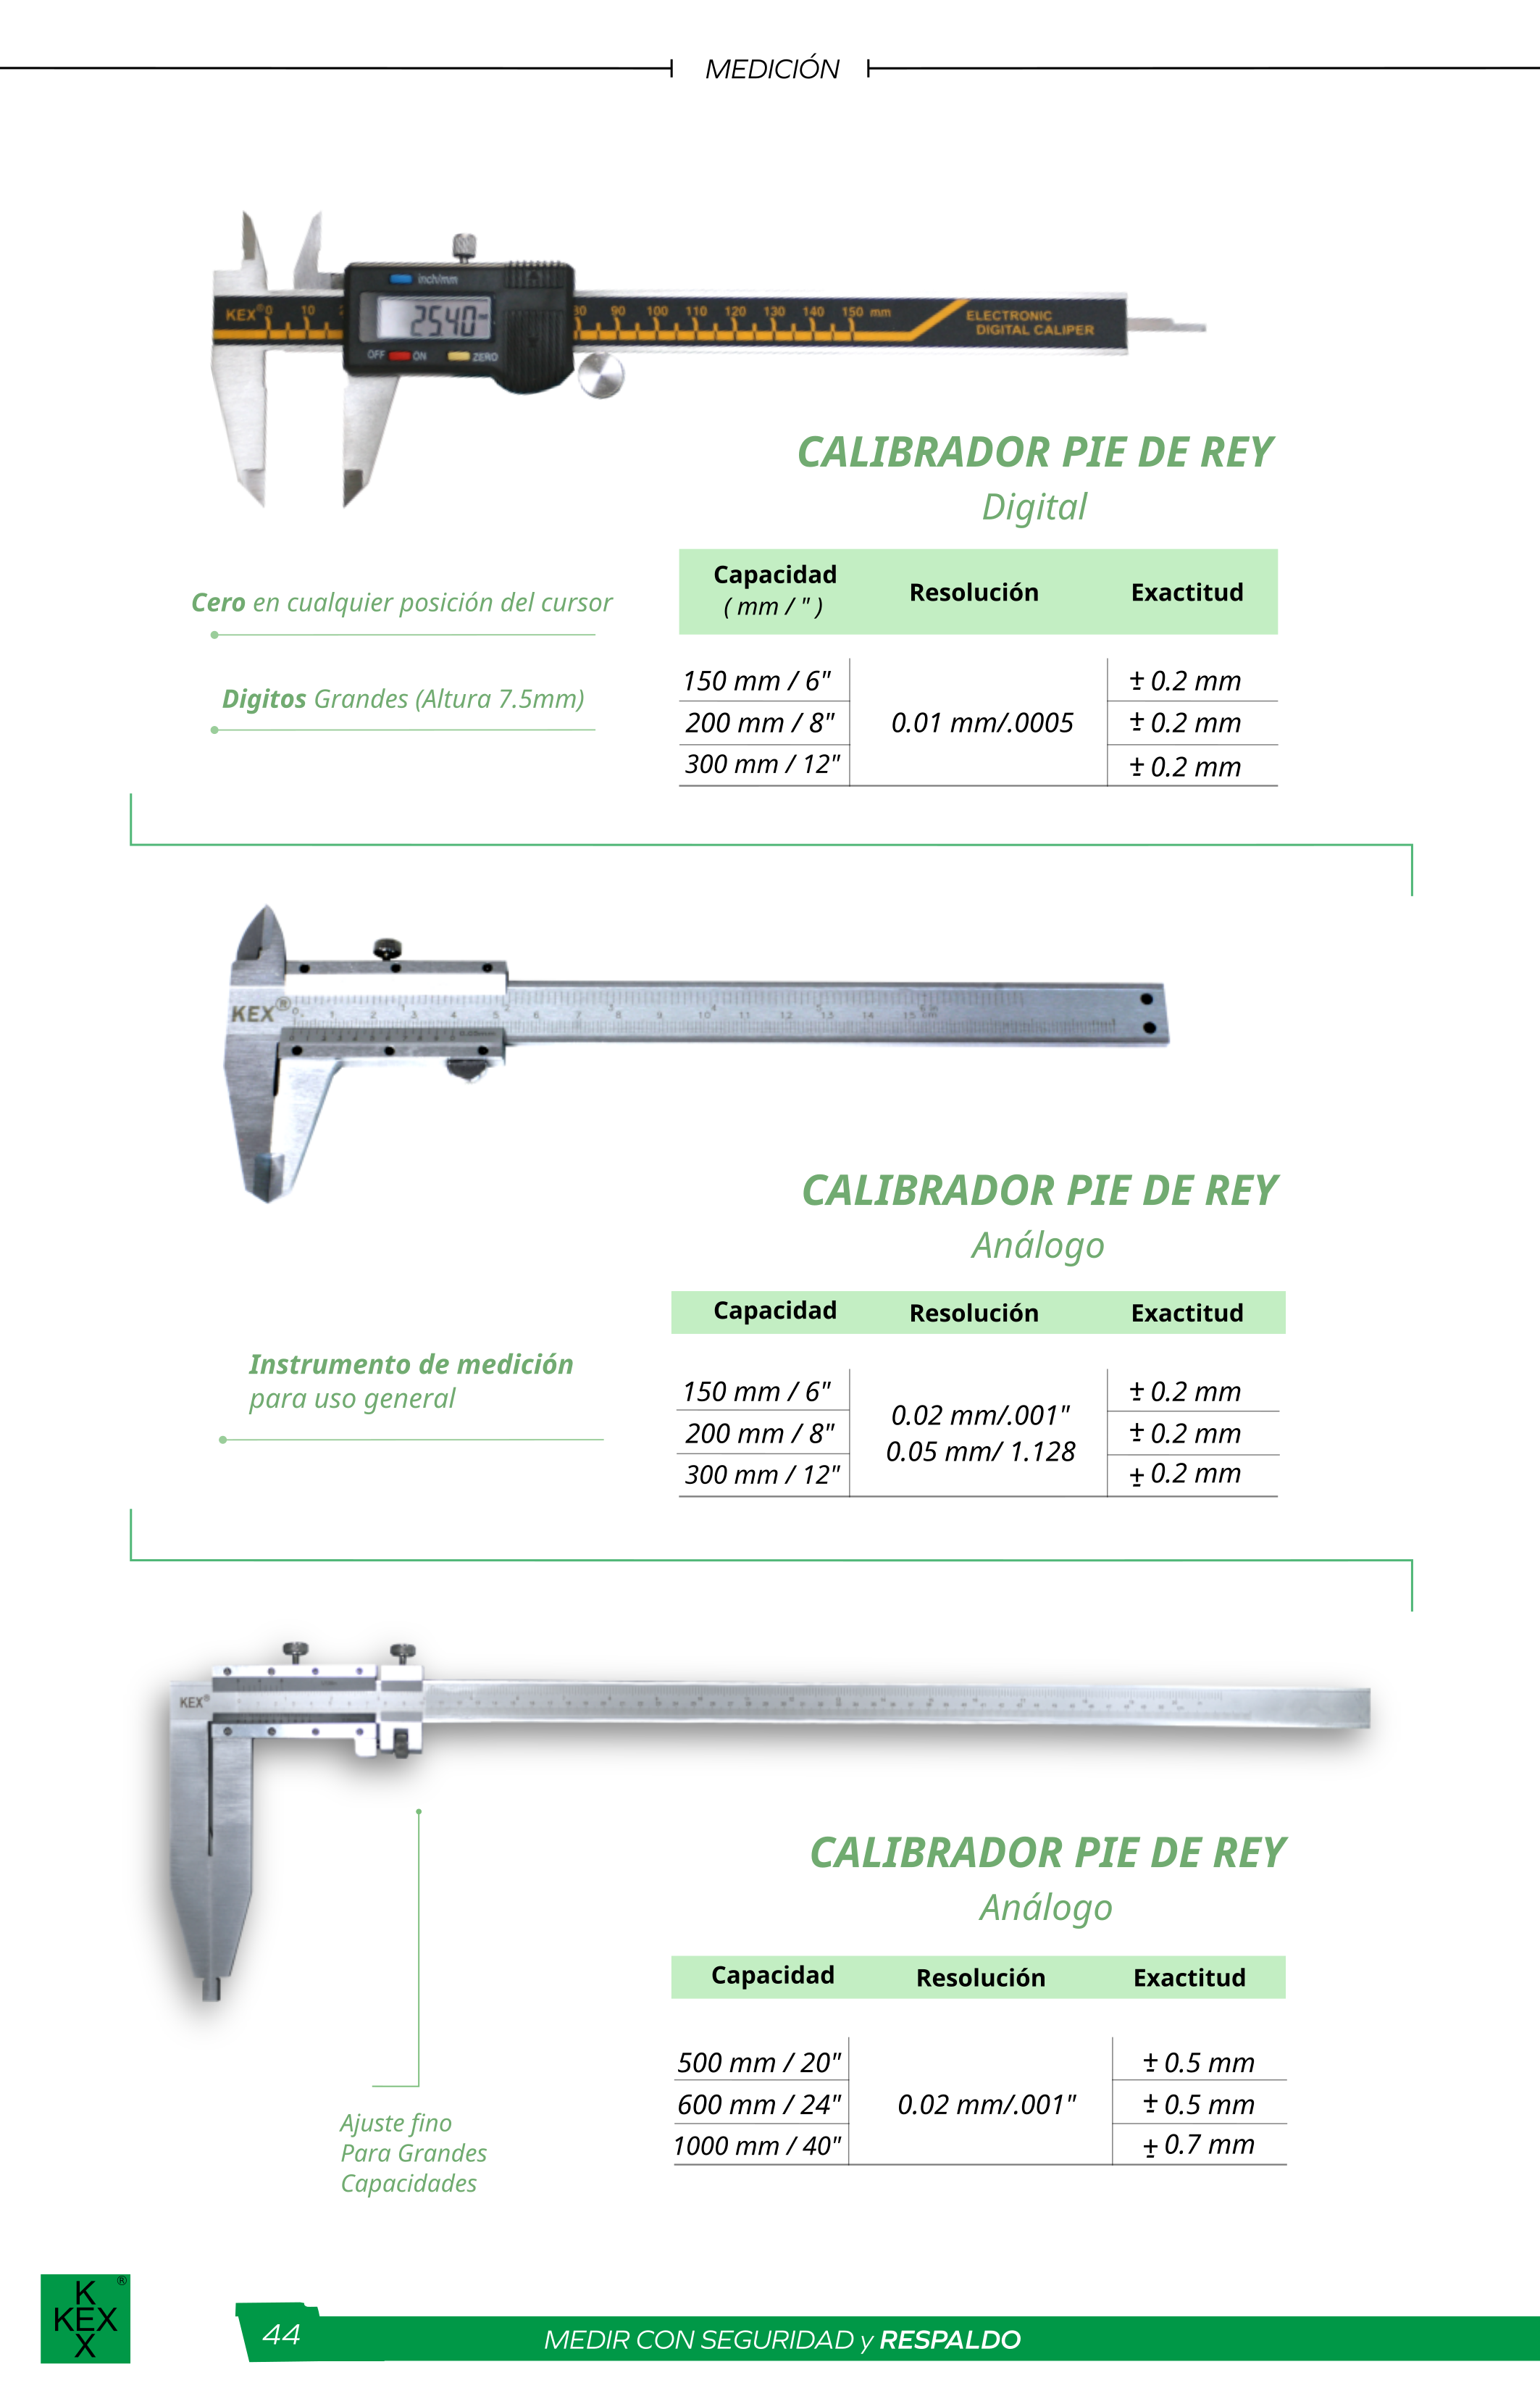 MEDICIÓN
inch/mm
25.40 mm
OFF ON ZERO
KEX® 0 10 2
80 90 100 110 120 130 140 150 mm
ELECTRONIC
DIGITAL CALIPER
CALIBRADOR PIE DE REY
Digital
Cero en cualquier posición del cursor
Digitos Grandes (Altura 7.5mm)
Capacidad Resolución Exactitud
( mm / " )
150 mm / 6" ± 0.2 mm
200 mm / 8" 0.01 mm/.0005 ± 0.2 mm
300 mm / 12" ± 0.2 mm
KEX®
CALIBRADOR PIE DE REY
Análogo
Instrumento de medición
para uso general
Capacidad Resolución Exactitud
150 mm / 6" ± 0.2 mm
0.02 mm/.001"
200 mm / 8" ± 0.2 mm
0.05 mm/ 1.128
300 mm / 12" ± 0.2 mm
KEX®
CALIBRADOR PIE DE REY
Análogo
Capacidad Resolución Exactitud
500 mm / 20" ± 0.5 mm
600 mm / 24" 0.02 mm/.001" ± 0.5 mm
1000 mm / 40" ± 0.7 mm
Ajuste fino
Para Grandes
Capacidades
K ®
KEX
X
44
MEDIR CON SEGURIDAD y RESPALDO